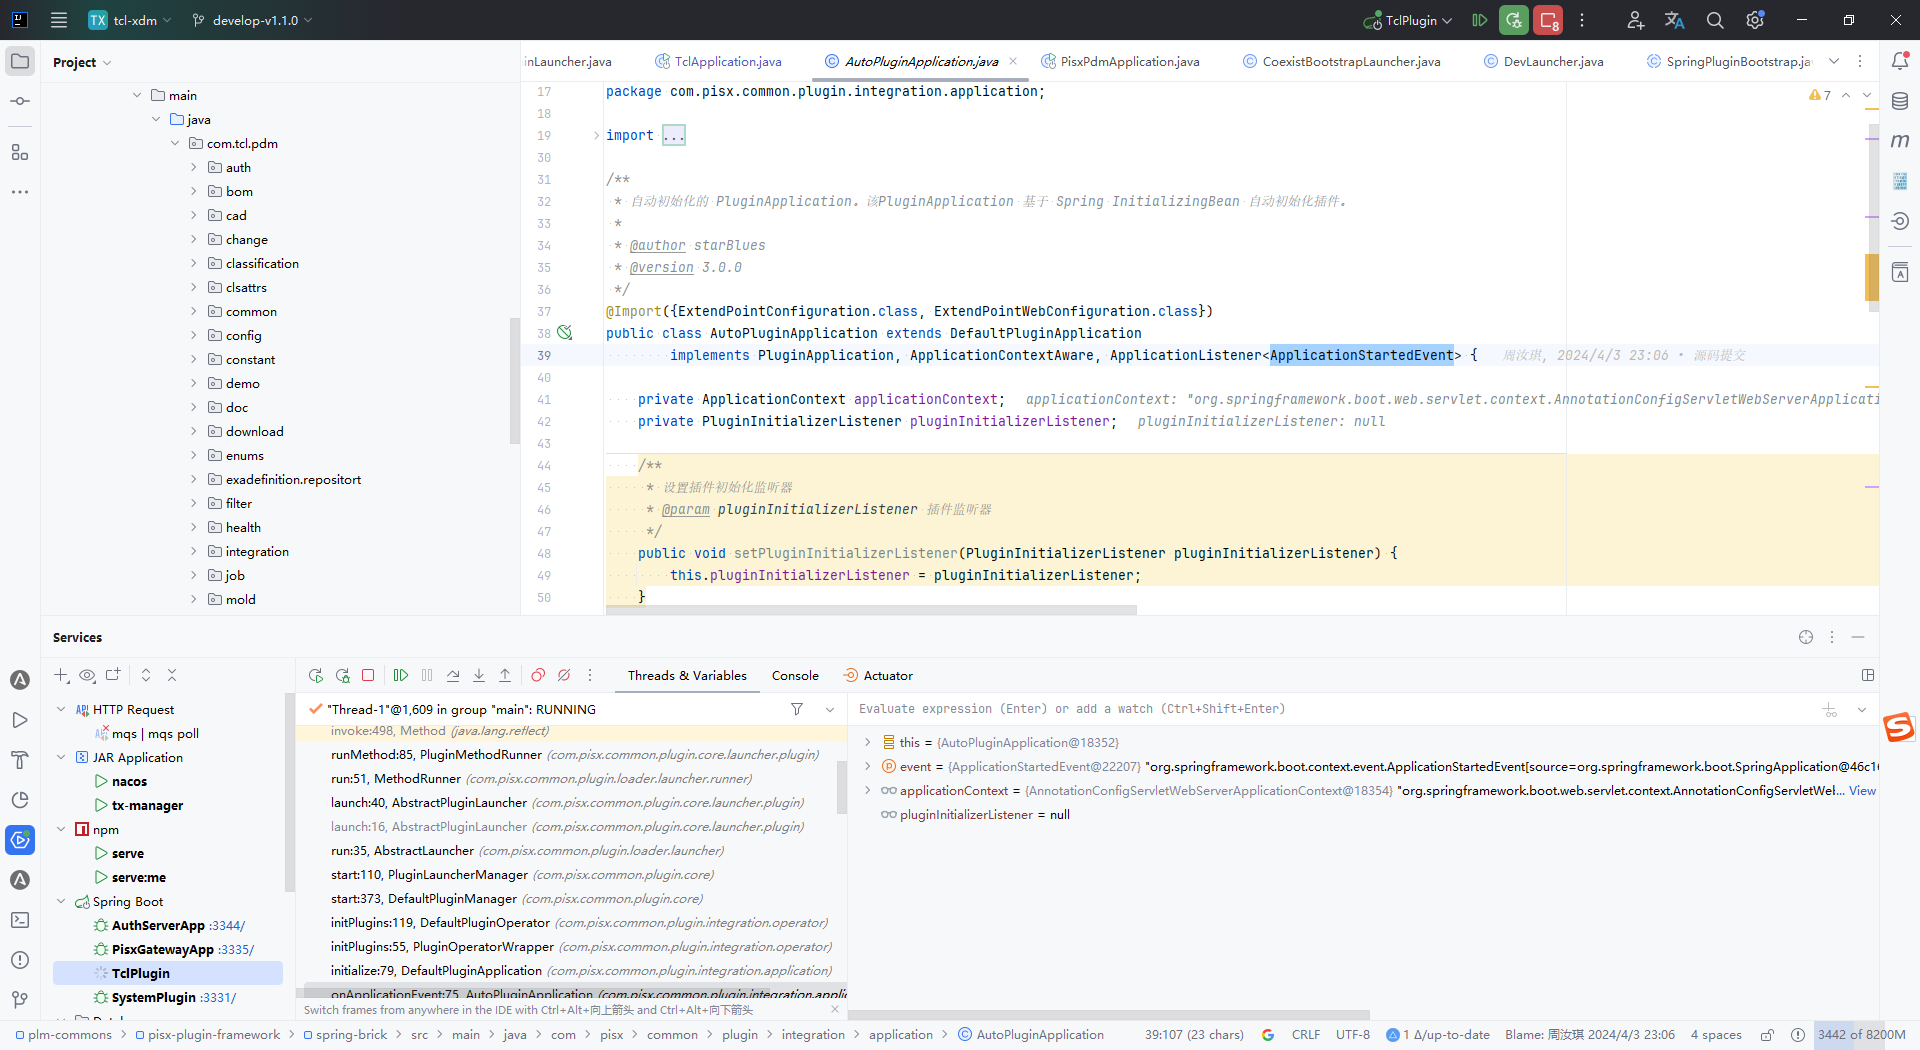 TX tcl-xdm develop-v1.1.0 TclPlugin 8
Project
main
java
com.tcl.pdm
auth
bom
cad
change
classification
clsattrs
common
config
constant
demo
doc
download
enums
exadefinition.repositort
filter
health
integration
job
mold
inLauncher.java TclApplication.java AutoPluginApplication.java PisxPdmApplication.java CoexistBootstrapLauncher.java DevLauncher.java SpringPluginBootstrap.ja
7
17 package com.pisx.common.plugin.integration.application;
18
19 import ...
30
31 /**
32 * 自动初始化的 PluginApplication。该PluginApplication 基于 Spring InitializingBean 自动初始化插件。
33 *
34 * @author starBlues
35 * @version 3.0.0
36 */
37 @Import({ExtendPointConfiguration.class, ExtendPointWebConfiguration.class})
38 public class AutoPluginApplication extends DefaultPluginApplication
39 implements PluginApplication, ApplicationContextAware, ApplicationListener<ApplicationStartedEvent> { 周汝琪, 2024/4/3 23:06 • 源码提交
40
41 private ApplicationContext applicationContext; applicationContext: "org.springframework.boot.web.servlet.context.AnnotationConfigServletWebServerApplicati
42 private PluginInitializerListener pluginInitializerListener; pluginInitializerListener: null
43
44 /**
45 * 设置插件初始化监听器
46 * @param pluginInitializerListener 插件监听器
47 */
48 public void setPluginInitializerListener(PluginInitializerListener pluginInitializerListener) {
49 this.pluginInitializerListener = pluginInitializerListener;
50 }
Services
HTTP Request
mqs | mqs poll
JAR Application
nacos
tx-manager
npm
serve
serve:me
Spring Boot
AuthServerApp :3344/
PisxGatewayApp :3335/
TclPlugin
SystemPlugin :3331/
Threads & Variables Console Actuator
"Thread-1"@1,609 in group "main": RUNNING
invoke:498, Method (java.lang.reflect)
runMethod:85, PluginMethodRunner (com.pisx.common.plugin.core.launcher.plugin)
run:51, MethodRunner (com.pisx.common.plugin.loader.launcher.runner)
launch:40, AbstractPluginLauncher (com.pisx.common.plugin.core.launcher.plugin)
launch:16, AbstractPluginLauncher (com.pisx.common.plugin.core.launcher.plugin)
run:35, AbstractLauncher (com.pisx.common.plugin.loader.launcher)
start:110, PluginLauncherManager (com.pisx.common.plugin.core)
start:373, DefaultPluginManager (com.pisx.common.plugin.core)
initPlugins:119, DefaultPluginOperator (com.pisx.common.plugin.integration.operator)
initPlugins:55, PluginOperatorWrapper (com.pisx.common.plugin.integration.operator)
initialize:79, DefaultPluginApplication (com.pisx.common.plugin.integration.application)
onApplicationEvent:75, AutoPluginApplication (com.pisx.common.plugin.integration.appli
Switch frames from anywhere in the IDE with Ctrl+Alt+向上箭头 and Ctrl+Alt+向下箭头
Evaluate expression (Enter) or add a watch (Ctrl+Shift+Enter)
this = {AutoPluginApplication@18352}
event = {ApplicationStartedEvent@22207} "org.springframework.boot.context.event.ApplicationStartedEvent[source=org.springframework.boot.SpringApplication@46c1
applicationContext = {AnnotationConfigServletWebServerApplicationContext@18354} "org.springframework.boot.web.servlet.context.AnnotationConfigServletWel... View
pluginInitializerListener = null
plm-commons pisx-plugin-framework spring-brick src main java com pisx common plugin integration application AutoPluginApplication 39:107 (23 chars) CRLF UTF-8 1 Δ/up-to-date Blame: 周汝琪 2024/4/3 23:06 4 spaces 3442 of 8200M